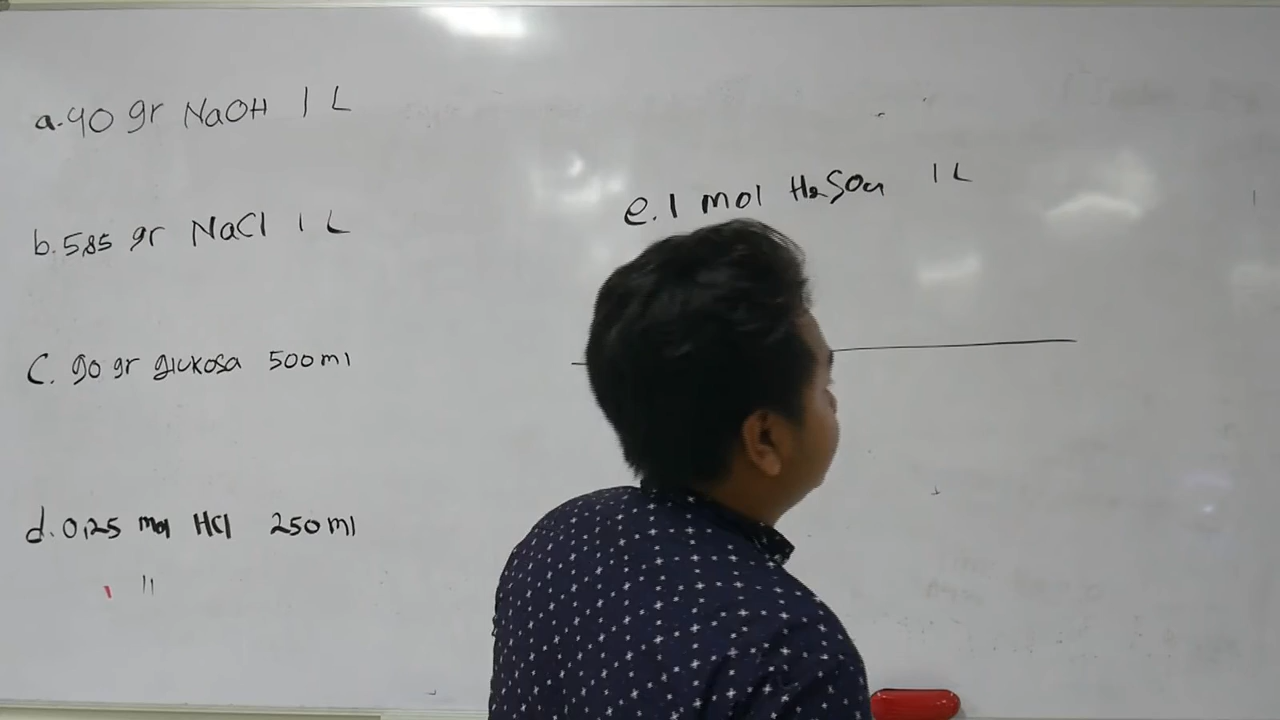 a. 40 gr NaOH 1 L
b. 5,85 gr NaCl 1 L
c. 90 gr glukosa 500 ml
d. 0,25 mol HCl 250 ml
e. 1 mol H₂SO₄ 1 L